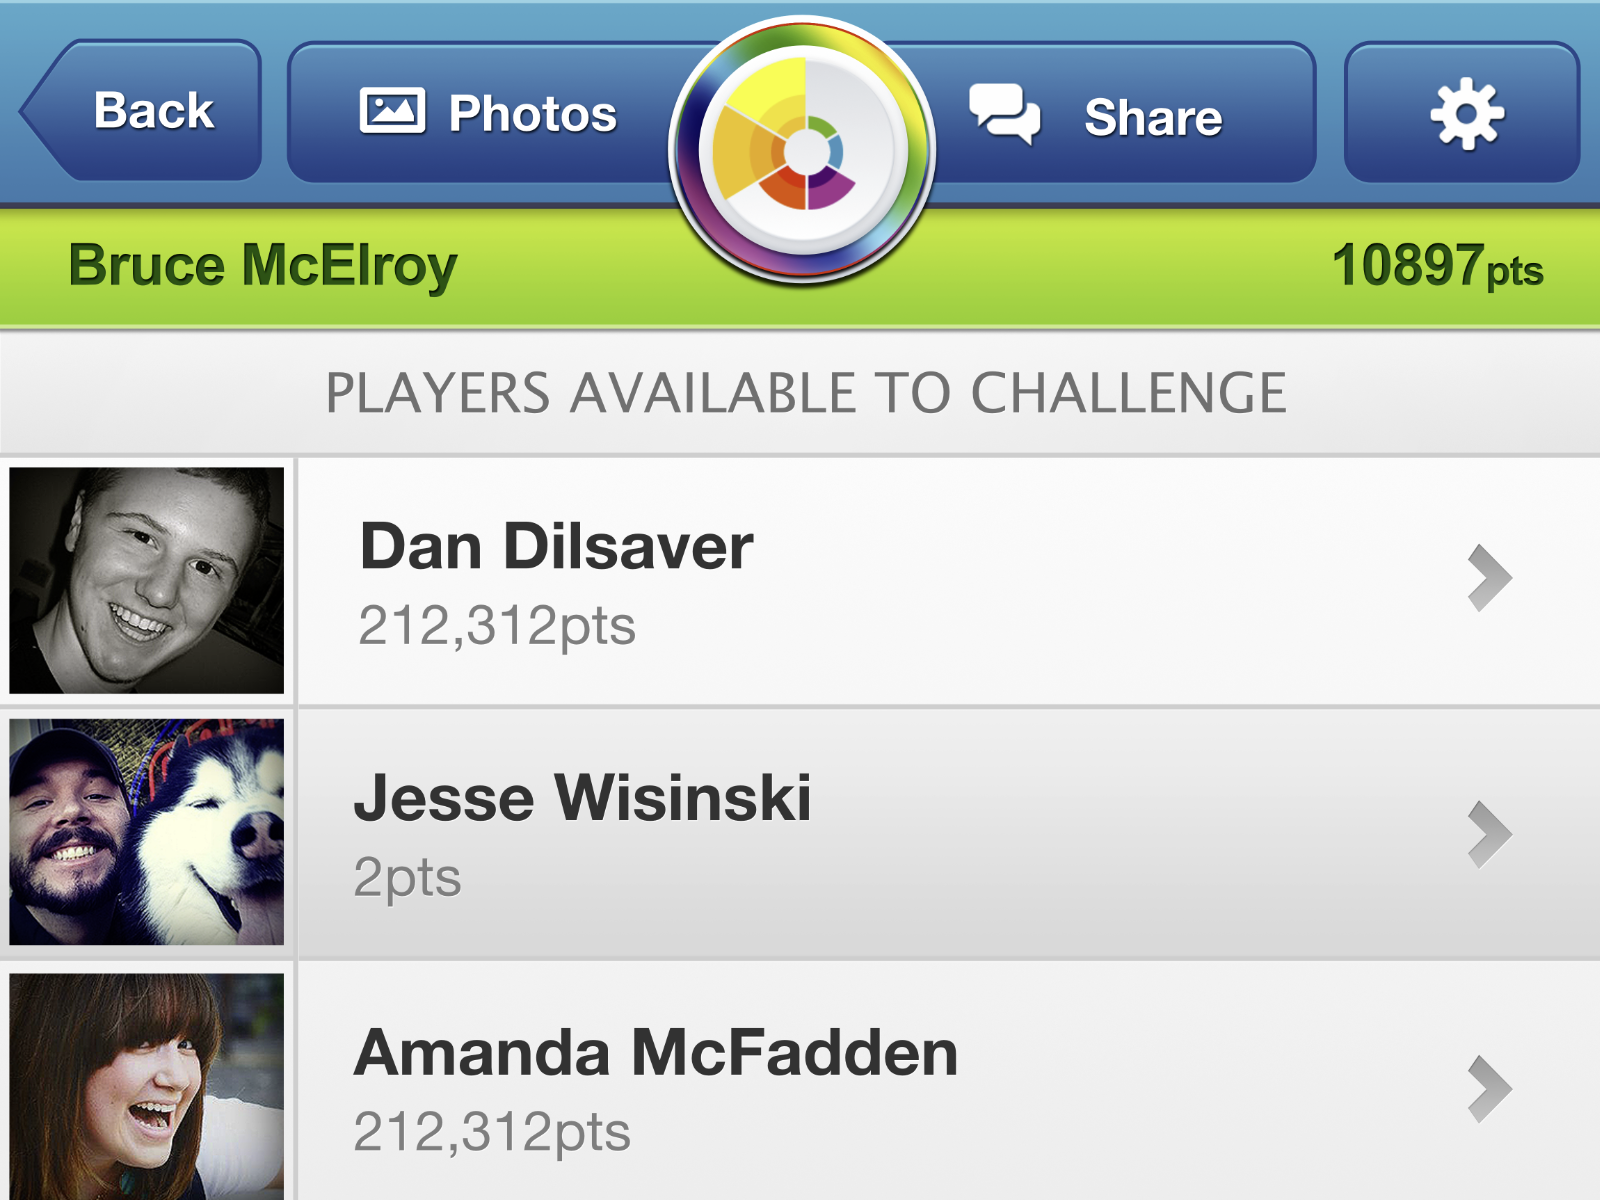 Back
Photos
Share
Bruce McElroy
10897pts
PLAYERS AVAILABLE TO CHALLENGE
Dan Dilsaver
212,312pts
Jesse Wisinski
2pts
Amanda McFadden
212,312pts